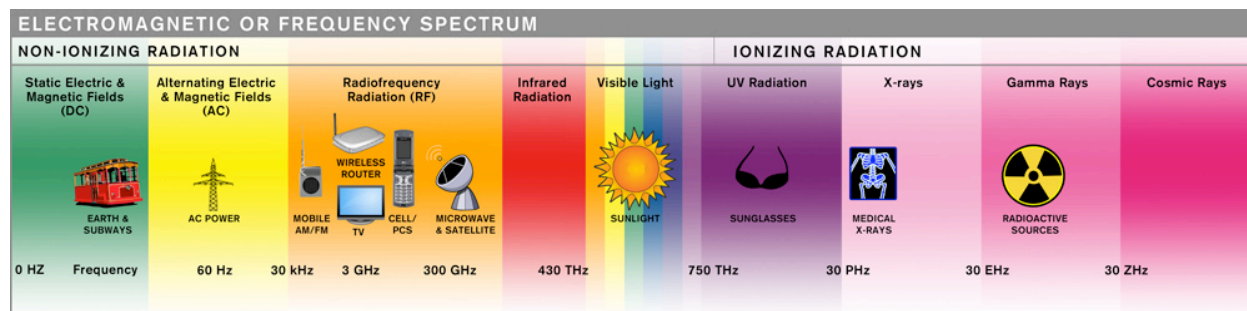 ELECTROMAGNETIC OR FREQUENCY SPECTRUM
NON-IONIZING RADIATION
IONIZING RADIATION
Static Electric &
Magnetic Fields
(DC)
Alternating Electric
& Magnetic Fields
(AC)
Radiofrequency
Radiation (RF)
Infrared
Radiation
Visible Light
UV Radiation
X-rays
Gamma Rays
Cosmic Rays
EARTH &
SUBWAYS
AC POWER
MOBILE
AM/FM
WIRELESS
ROUTER
TV
CELL/
PCS
MICROWAVE
& SATELLITE
SUNLIGHT
SUNGLASSES
MEDICAL
X-RAYS
RADIOACTIVE
SOURCES
0 HZ Frequency 60 Hz 30 kHz 3 GHz 300 GHz 430 THz 750 THz 30 PHz 30 EHz 30 ZHz